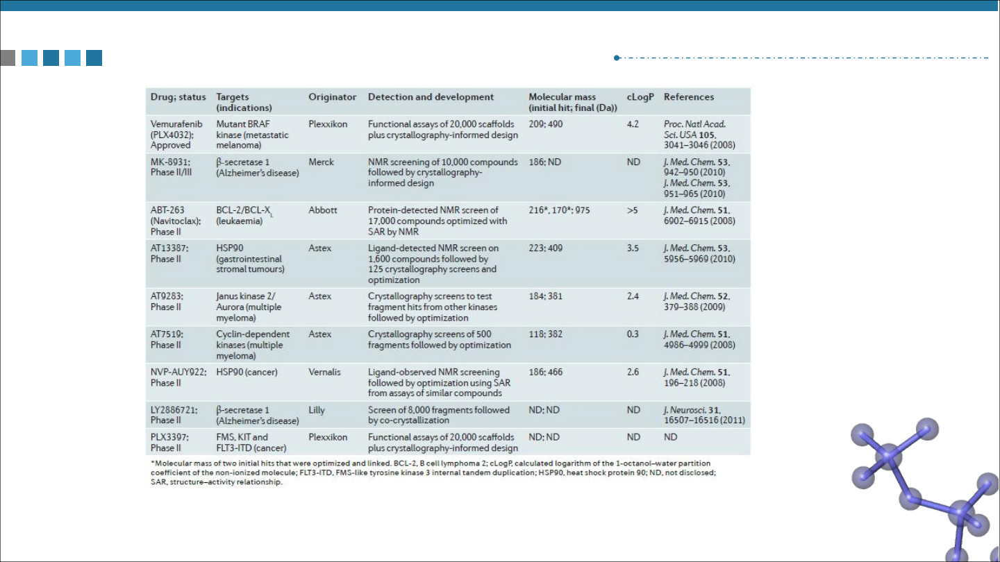 Drug; status Targets (indications) Originator Detection and development Molecular mass (initial hit; final (Da)) cLogP References
Vemurafenib (PLX4032); Approved Mutant BRAF kinase (metastatic melanoma) Plexxikon Functional assays of 20,000 scaffolds plus crystallography-informed design 209; 490 4.2 Proc. Natl Acad. Sci. USA 105, 3041–3046 (2008)
MK-8931; Phase II/III β-secretase 1 (Alzheimer's disease) Merck NMR screening of 10,000 compounds followed by crystallography-informed design 186; ND ND J. Med. Chem. 53, 942–950 (2010) J. Med. Chem. 53, 951–965 (2010)
ABT-263 (Navitoclax); Phase II BCL-2/BCL-XL (leukaemia) Abbott Protein-detected NMR screen of 17,000 compounds optimized with SAR by NMR 216*, 170*; 975 >5 J. Med. Chem. 51, 6902–6915 (2008)
AT13387; Phase II HSP90 (gastrointestinal stromal tumours) Astex Ligand-detected NMR screen on 1,600 compounds followed by 125 crystallography screens and optimization 223; 409 3.5 J. Med. Chem. 53, 5956–5969 (2010)
AT9283; Phase II Janus kinase 2/ Aurora (multiple myeloma) Astex Crystallography screens to test fragment hits from other kinases followed by optimization 184; 381 2.4 J. Med. Chem. 52, 379–388 (2009)
AT7519; Phase II Cyclin-dependent kinases (multiple myeloma) Astex Crystallography screens of 500 fragments followed by optimization 118; 382 0.3 J. Med. Chem. 51, 4986–4999 (2008)
NVP-AUY922; Phase II HSP90 (cancer) Vernalis Ligand-observed NMR screening followed by optimization using SAR from assays of similar compounds 186; 466 2.6 J. Med. Chem. 51, 196–218 (2008)
LY2886721; Phase II β-secretase 1 (Alzheimer's disease) Lilly Screen of 8,000 fragments followed by co-crystallization ND; ND ND J. Neurosci. 31, 16507–16516 (2011)
PLX3397; Phase II FMS, KIT and FLT3-ITD (cancer) Plexxikon Functional assays of 20,000 scaffolds plus crystallography-informed design ND; ND ND ND
*Molecular mass of two initial hits that were optimized and linked. BCL-2, B cell lymphoma 2; cLogP, calculated logarithm of the 1-octanol–water partition
coefficient of the non-ionized molecule; FLT3-ITD, FMS-like tyrosine kinase 3 internal tandem duplication; HSP90, heat shock protein 90; ND, not disclosed;
SAR, structure–activity relationship.